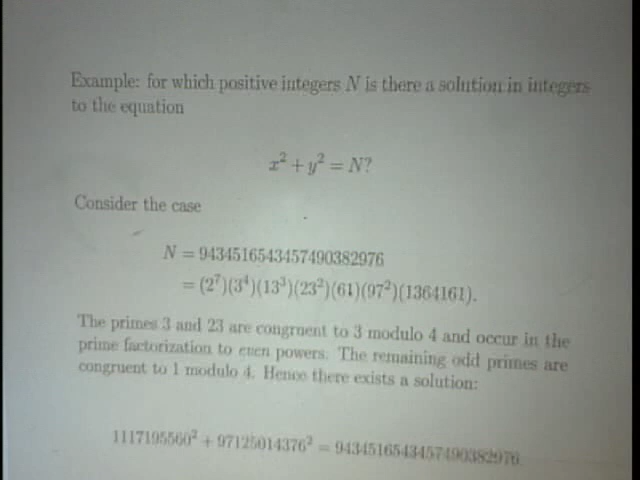 Example: for which positive integers N is there a solution in integers
to the equation
x² + y² = N?
Consider the case
N = 9434516543457490382976
= (2⁷)(3⁴)(13³)(23²)(61)(97²)(1364161).
The primes 3 and 23 are congruent to 3 modulo 4 and occur in the
prime factorization to even powers. The remaining odd primes are
congruent to 1 modulo 4. Hence there exists a solution:
1117195560² + 97125014376² = 9434516543457490382976.